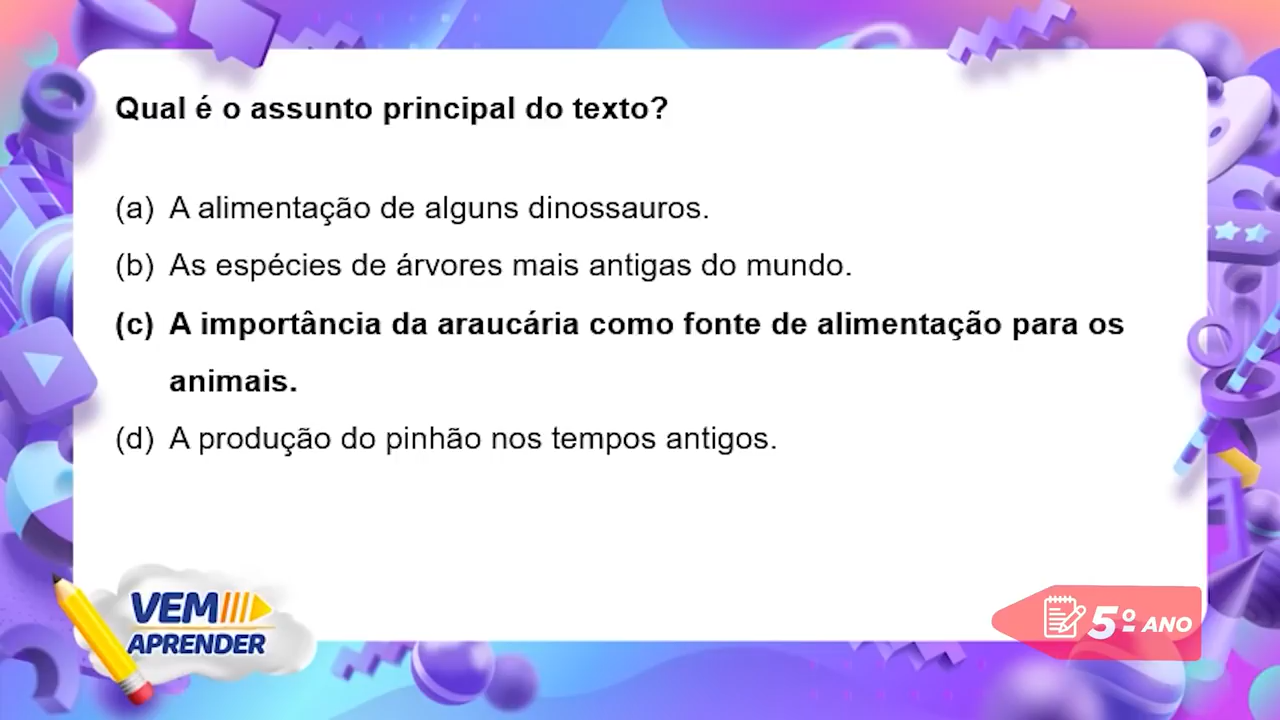 Qual é o assunto principal do texto?
(a) A alimentação de alguns dinossauros.
(b) As espécies de árvores mais antigas do mundo.
(c) A importância da araucária como fonte de alimentação para os
animais.
(d) A produção do pinhão nos tempos antigos.
VEM
APRENDER
5º ANO